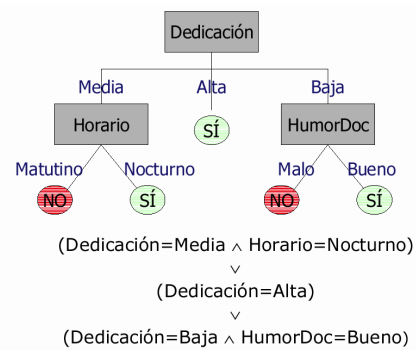 Dedicación
Media Alta Baja
Horario SÍ HumorDoc
Matutino Nocturno Malo Bueno
NO SÍ NO SÍ
(Dedicación=Media ∧ Horario=Nocturno)
∨
(Dedicación=Alta)
∨
(Dedicación=Baja ∧ HumorDoc=Bueno)